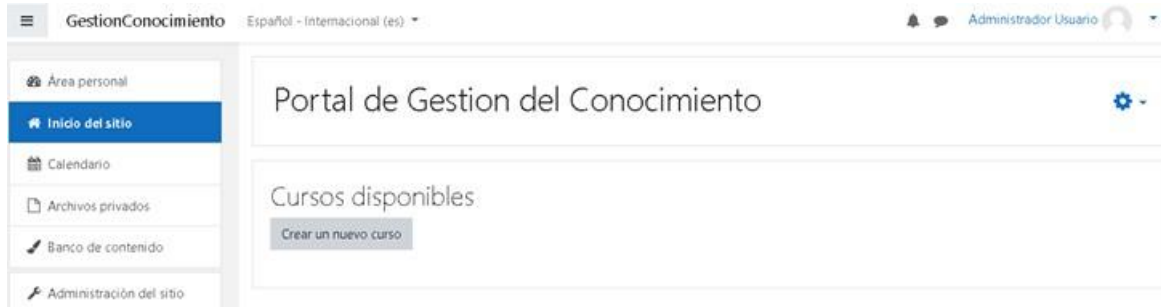 GestionConocimiento Español - Internacional (es) Administrador Usuario
Área personal
Inicio del sitio
Calendario
Archivos privados
Banco de contenido
Administración del sitio
Portal de Gestion del Conocimiento
Cursos disponibles
Crear un nuevo curso